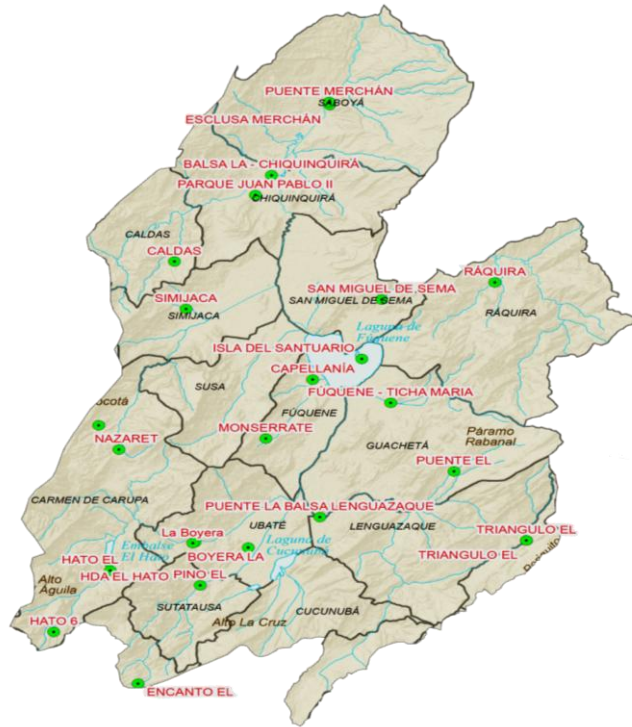 PUENTE MERCHÁN
SABOYÁ
ESCLUSA MERCHÁN
BALSA LA - CHIQUINQUIRÁ
PARQUE JUAN PABLO II
CHIQUINQUIRÁ
CALDAS
CALDAS
SAN MIGUEL DE SEMA
SAN MIGUEL DE SEMA
RÁQUIRA
RÁQUIRA
SIMIJACA
SIMIJACA
Laguna de
Fúquene
ISLA DEL SANTUARIO
CAPELLANÍA
SUSA
FÚQUENE - TICHA MARIA
FÚQUENE
MONSERRATE
NAZARET
GUACHETÁ
Páramo
Rabanal
PUENTE EL
CARMEN DE CARUPA
PUENTE LA BALSA LENGUAZAQUE
UBATÉ
LENGUAZAQUE
La Boyera
BOYERA LA
Laguna de
Cucunubá
TRIANGULO EL
TRIANGULO EL
Embalse
El Hato
HATO EL
HDA EL HATO
PINO EL
Alto
Águila
SUTATAUSA
CUCUNUBÁ
Alto La Cruz
HATO 6
ENCANTO EL